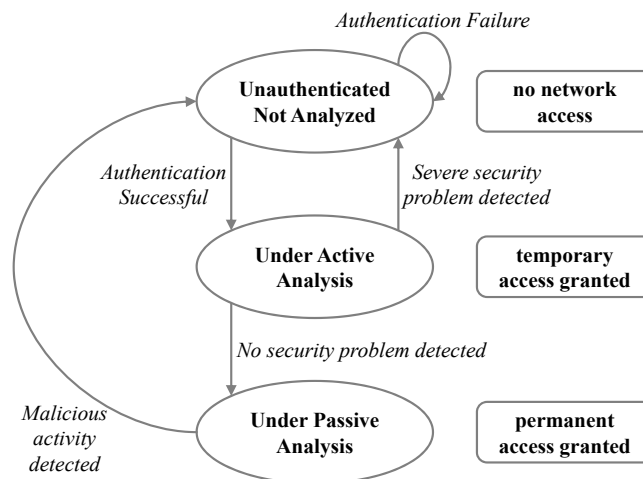 Authentication Failure
Unauthenticated
Not Analyzed
no network
access
Authentication
Successful
Severe security
problem detected
Under Active
Analysis
temporary
access granted
No security problem detected
Malicious
activity
detected
Under Passive
Analysis
permanent
access granted